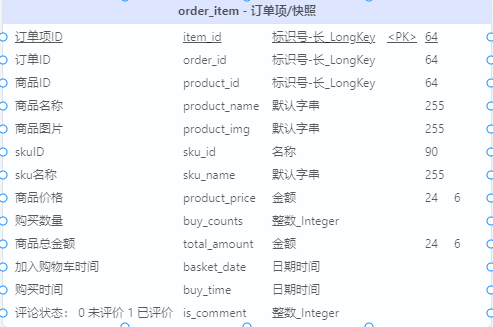 order_item - 订单项/快照
订单项ID item_id 标识号-长_LongKey <PK> 64
订单ID order_id 标识号-长_LongKey 64
商品ID product_id 标识号-长_LongKey 64
商品名称 product_name 默认字串 255
商品图片 product_img 默认字串 255
skuID sku_id 名称 90
sku名称 sku_name 默认字串 255
商品价格 product_price 金额 24 6
购买数量 buy_counts 整数_Integer
商品总金额 total_amount 金额 24 6
加入购物车时间 basket_date 日期时间
购买时间 buy_time 日期时间
评论状态： 0 未评价 1 已评价 is_comment 整数_Integer